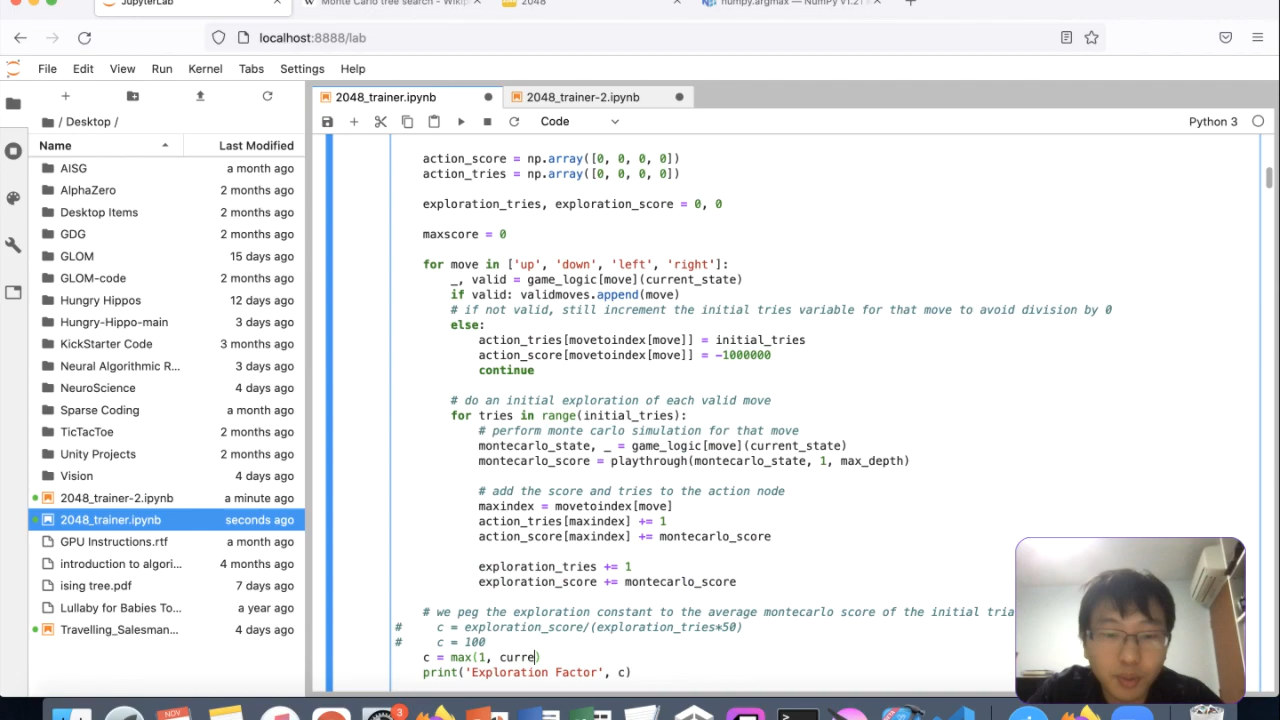 JupyterLab
Monte Carlo tree search - Wikip
2048
numpy.argmax — NumPy v1.21
localhost:8888/lab
File Edit View Run Kernel Tabs Settings Help
2048_trainer.ipynb
2048_trainer-2.ipynb
Code
Python 3
/ Desktop /
Name Last Modified
AISG a month ago
AlphaZero 2 months ago
Desktop Items 2 months ago
GDG 2 months ago
GLOM 15 days ago
GLOM-code 2 months ago
Hungry Hippos 12 days ago
Hungry-Hippo-main 3 days ago
KickStarter Code 3 months ago
Neural Algorithmic R... 3 days ago
NeuroScience 4 days ago
Sparse Coding a month ago
TicTacToe 2 months ago
Unity Projects 2 months ago
Vision 4 days ago
2048_trainer-2.ipynb a minute ago
2048_trainer.ipynb seconds ago
GPU Instructions.rtf a month ago
introduction to algori... 4 months ago
ising tree.pdf 7 days ago
Lullaby for Babies To... a year ago
Travelling_Salesman... 4 days ago
action_score = np.array([0, 0, 0, 0])
action_tries = np.array([0, 0, 0, 0])
exploration_tries, exploration_score = 0, 0
maxscore = 0
for move in ['up', 'down', 'left', 'right']:
_, valid = game_logic[move](current_state)
if valid: validmoves.append(move)
# if not valid, still increment the initial tries variable for that move to avoid division by 0
else:
action_tries[movetoindex[move]] = initial_tries
action_score[movetoindex[move]] = -1000000
continue
# do an initial exploration of each valid move
for tries in range(initial_tries):
# perform monte carlo simulation for that move
montecarlo_state, _ = game_logic[move](current_state)
montecarlo_score = playthrough(montecarlo_state, 1, max_depth)
# add the score and tries to the action node
maxindex = movetoindex[move]
action_tries[maxindex] += 1
action_score[maxindex] += montecarlo_score
exploration_tries += 1
exploration_score += montecarlo_score
# we peg the exploration constant to the average montecarlo score of the initial tria
# c = exploration_score/(exploration_tries*50)
# c = 100
c = max(1, curre)
print('Exploration Factor', c)
NOV
3